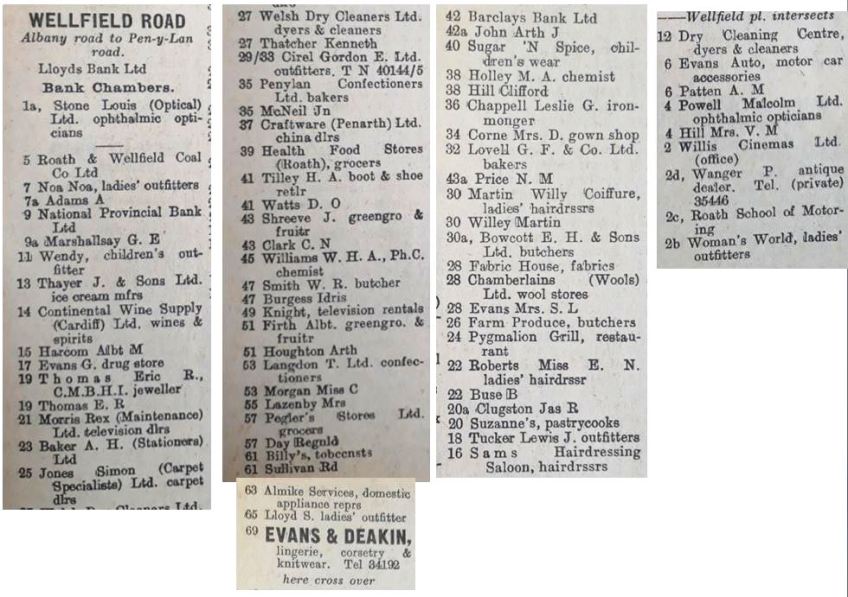 WELLFIELD ROAD
Albany road to Pen-y-Lan
road.
Lloyds Bank Ltd
Bank Chambers.
1a, Stone Louis (Optical)
Ltd. ophthalmic opti-
cians
5 Roath & Wellfield Coal
Co Ltd
7 Noa Noa, ladies' outfitters
7a Adams A
9 National Provincial Bank
Ltd
9a Marshallsay G. E
11 Wendy, children's out-
fitter
13 Thayer J. & Sons Ltd.
ice cream mfrs
14 Continental Wine Supply
(Cardiff) Ltd. wines &
spirits
15 Harcom Albt M
17 Evans G. drug store
19 Thomas Eric R.,
C.M.B.H.I. jeweller
19 Thomas E. R
21 Morris Rex (Maintenance)
Ltd. television dlrs
23 Baker A. H. (Stationers)
Ltd
25 Jones Simon (Carpet
Specialists) Ltd. carpet
dlrs
27 Welsh Dry Cleaners Ltd.
27 Welsh Dry Cleaners Ltd.
dyers & cleaners
27 Thatcher Kenneth
29/33 Cirel Gordon E. Ltd.
outfitters. T N 40144/5
35 Penylan Confectioners
Ltd. bakers
35 McNeil Jn
37 Craftware (Penarth) Ltd.
china dlrs
39 Health Food Stores
(Roath), grocers
41 Tilley H. A. boot & shoe
retlr
41 Watts D. O
43 Shreeve J. greengro &
fruitr
43 Clark C. N
45 Williams W. H. A., Ph.C.
chemist
47 Smith W. R. butcher
47 Burgess Idris
49 Knight, television rentals
51 Firth Albt. greengro. &
fruitr
51 Houghton Arth
53 Langdon T. Ltd. confec-
tioners
53 Morgan Miss C
55 Lazenby Mrs
57 Pegler's Stores Ltd.
grocers
57 Day Regnld
61 Billy's, tobccnsts
61 Sullivan Rd
63 Almike Services, domestic
appliance reprs
65 Lloyd S. ladies' outfitter
69 EVANS & DEAKIN,
lingerie, corsetry &
knitwear. Tel 34192
here cross over
42 Barclays Bank Ltd
42a John Arth J
40 Sugar 'N Spice, chil-
dren's wear
38 Holley M. A. chemist
38 Hill Clifford
36 Chappell Leslie G. iron-
monger
34 Corne Mrs. D. gown shop
32 Lovell G. F. & Co. Ltd.
bakers
43a Price N. M
30 Martin Willy Coiffure,
ladies' hairdrssrs
30 Willey Martin
30a, Bowcott E. H. & Sons
Ltd. butchers
28 Fabric House, fabrics
28 Chamberlains (Wools)
Ltd. wool stores
28 Evans Mrs. S. L
26 Farm Produce, butchers
24 Pygmalion Grill, restau-
rant
22 Roberts Miss E. N.
ladies' hairdrssr
22 Buse B
20a Clugston Jas R
20 Suzanne's, pastrycooks
18 Tucker Lewis J. outfitters
16 Sams Hairdressing
Saloon, hairdrssrs
——Wellfield pl. intersects
12 Dry Cleaning Centre,
dyers & cleaners
6 Evans Auto, motor car
accessories
6 Patten A. M
4 Powell Malcolm Ltd.
ophthalmic opticians
4 Hill Mrs. V. M
2 Willis Cinemas Ltd.
(office)
2d, Wanger P. antique
dealer. Tel. (private)
35446
2c, Roath School of Motor-
ing
2b Woman's World, ladies'
outfitters